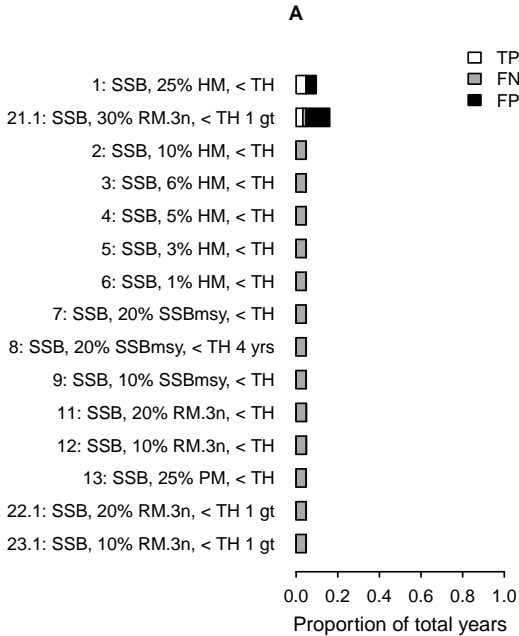 A
TP
FN
FP
1: SSB, 25% HM, < TH
21.1: SSB, 30% RM.3n, < TH 1 gt
2: SSB, 10% HM, < TH
3: SSB, 6% HM, < TH
4: SSB, 5% HM, < TH
5: SSB, 3% HM, < TH
6: SSB, 1% HM, < TH
7: SSB, 20% SSBmsy, < TH
8: SSB, 20% SSBmsy, < TH 4 yrs
9: SSB, 10% SSBmsy, < TH
11: SSB, 20% RM.3n, < TH
12: SSB, 10% RM.3n, < TH
13: SSB, 25% PM, < TH
22.1: SSB, 20% RM.3n, < TH 1 gt
23.1: SSB, 10% RM.3n, < TH 1 gt
0.0 0.2 0.4 0.6 0.8 1.0
Proportion of total years